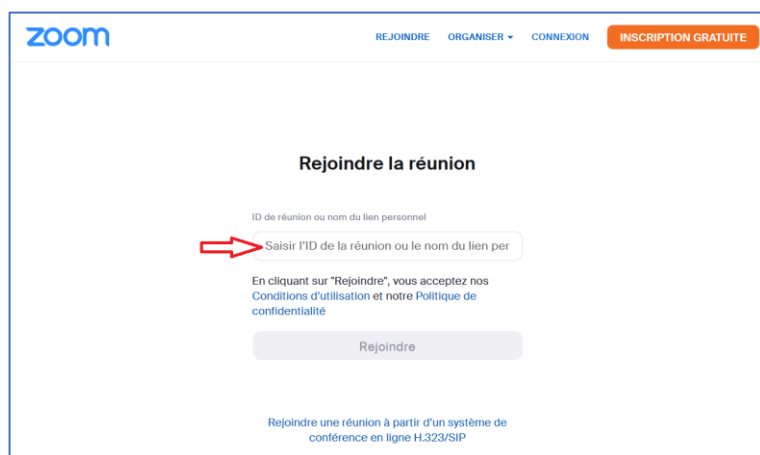 zoom
REJOINDRE ORGANISER CONNEXION INSCRIPTION GRATUITE
Rejoindre la réunion
ID de réunion ou nom du lien personnel
Saisir l'ID de la réunion ou le nom du lien per
En cliquant sur "Rejoindre", vous acceptez nos
Conditions d'utilisation et notre Politique de
confidentialité
Rejoindre
Rejoindre une réunion à partir d'un système de
conférence en ligne H.323/SIP